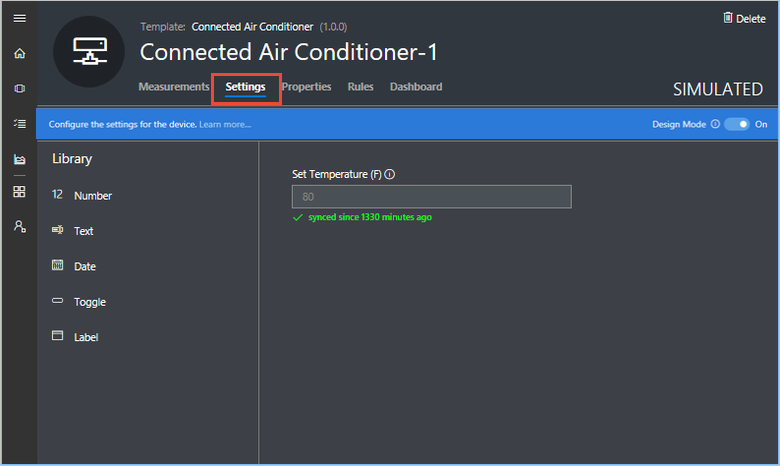 Template: Connected Air Conditioner (1.0.0)
Delete
Connected Air Conditioner-1
Measurements Settings Properties Rules Dashboard
SIMULATED
Configure the settings for the device. Learn more...
Design Mode On
Library
12 Number
Text
Date
Toggle
Label
Set Temperature (F)
80
synced since 1330 minutes ago